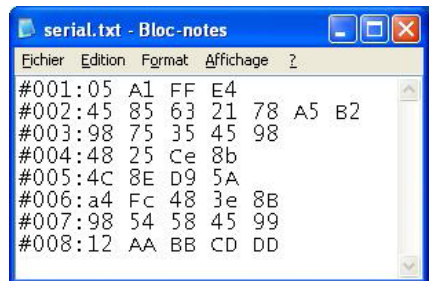 serial.txt - Bloc-notes
Fichier Edition Format Affichage ?
#001:05 A1 FF E4
#002:45 85 63 21 78 A5 B2
#003:98 75 35 45 98
#004:48 25 Ce 8b
#005:4C 8E D9 5A
#006:a4 Fc 48 3e 8B
#007:98 54 58 45 99
#008:12 AA BB CD DD